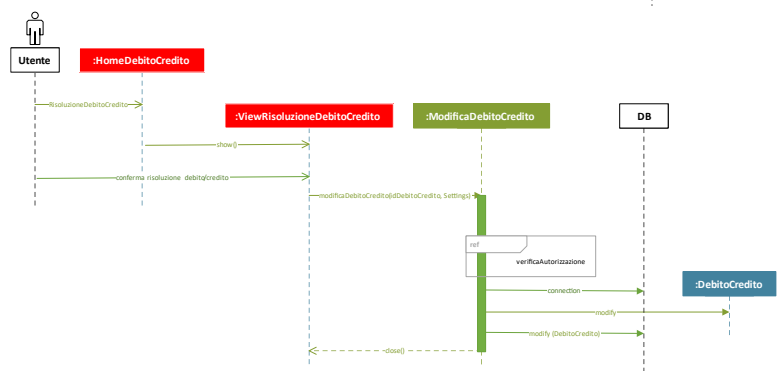 Utente
:HomeDebitoCredito
RisoluzioneDebitoCredito
:ViewRisoluzioneDebitoCredito
:ModificaDebitoCredito
DB
show()
conferma risoluzione debito/credito
modificaDebitoCredito(idDebitoCredito, Settings)
ref
verificaAutorizzazione
:DebitoCredito
connection
modify
modify (DebitoCredito)
close()